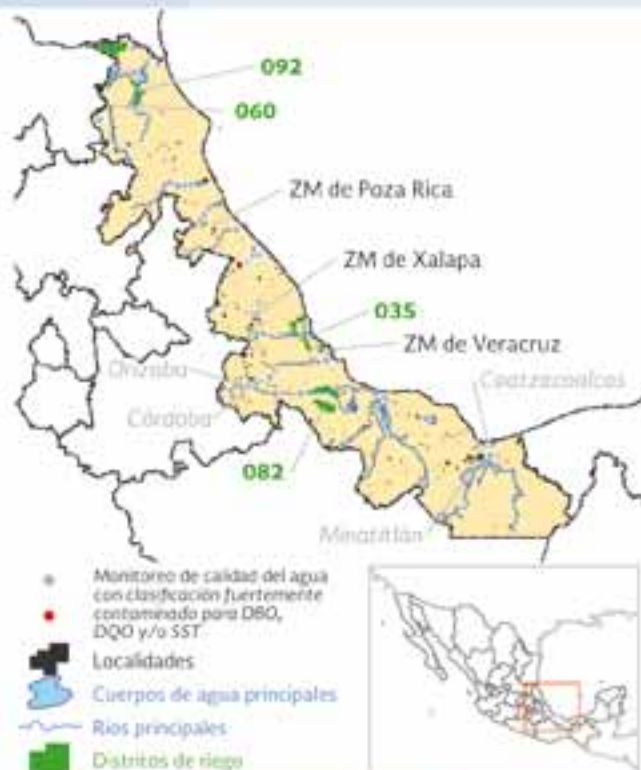 092
060
ZM de Poza Rica
ZM de Xalapa
035
ZM de Veracruz
Orizaba
Coatzacoalcos
Córdoba
082
Minatitlán
Monitoreo de calidad del agua
con clasificación fuertemente
contaminado para DBO,
DQO y/o SST
Localidades
Cuerpos de agua principales
Ríos principales
Distritos de riego